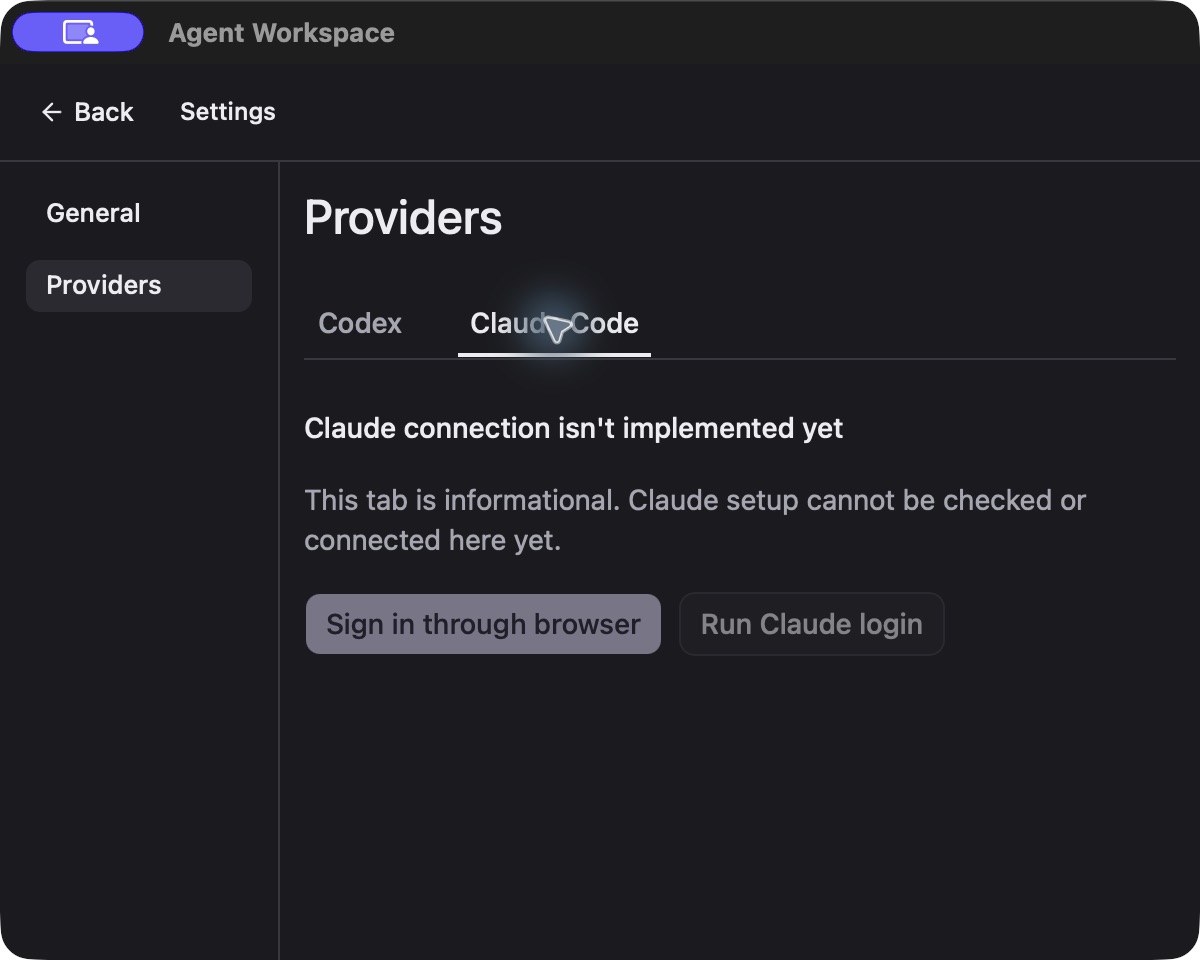 Agent Workspace
← Back Settings
General
Providers
Providers
Codex Claude Code
Claude connection isn't implemented yet
This tab is informational. Claude setup cannot be checked or
connected here yet.
Sign in through browser Run Claude login